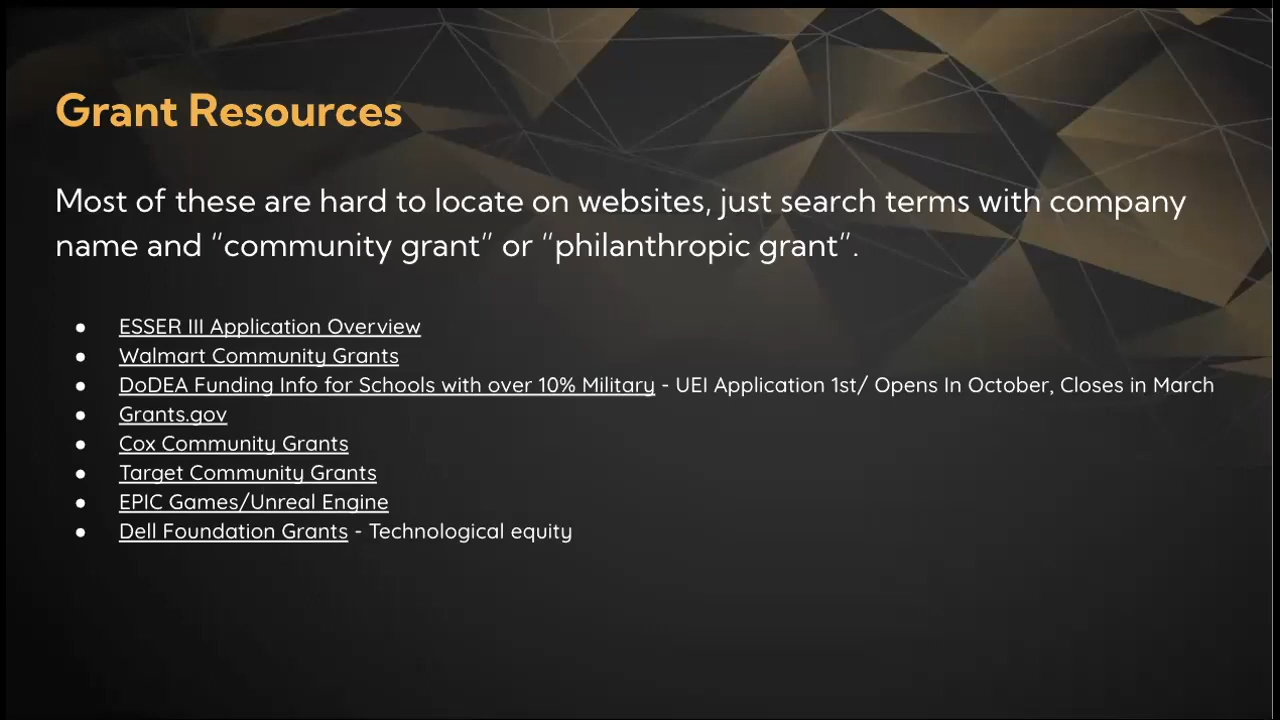 Grant Resources
Most of these are hard to locate on websites, just search terms with company
name and “community grant” or “philanthropic grant”.
● ESSER III Application Overview
● Walmart Community Grants
● DoDEA Funding Info for Schools with over 10% Military - UEI Application 1st/ Opens In October, Closes in March
● Grants.gov
● Cox Community Grants
● Target Community Grants
● EPIC Games/Unreal Engine
● Dell Foundation Grants - Technological equity